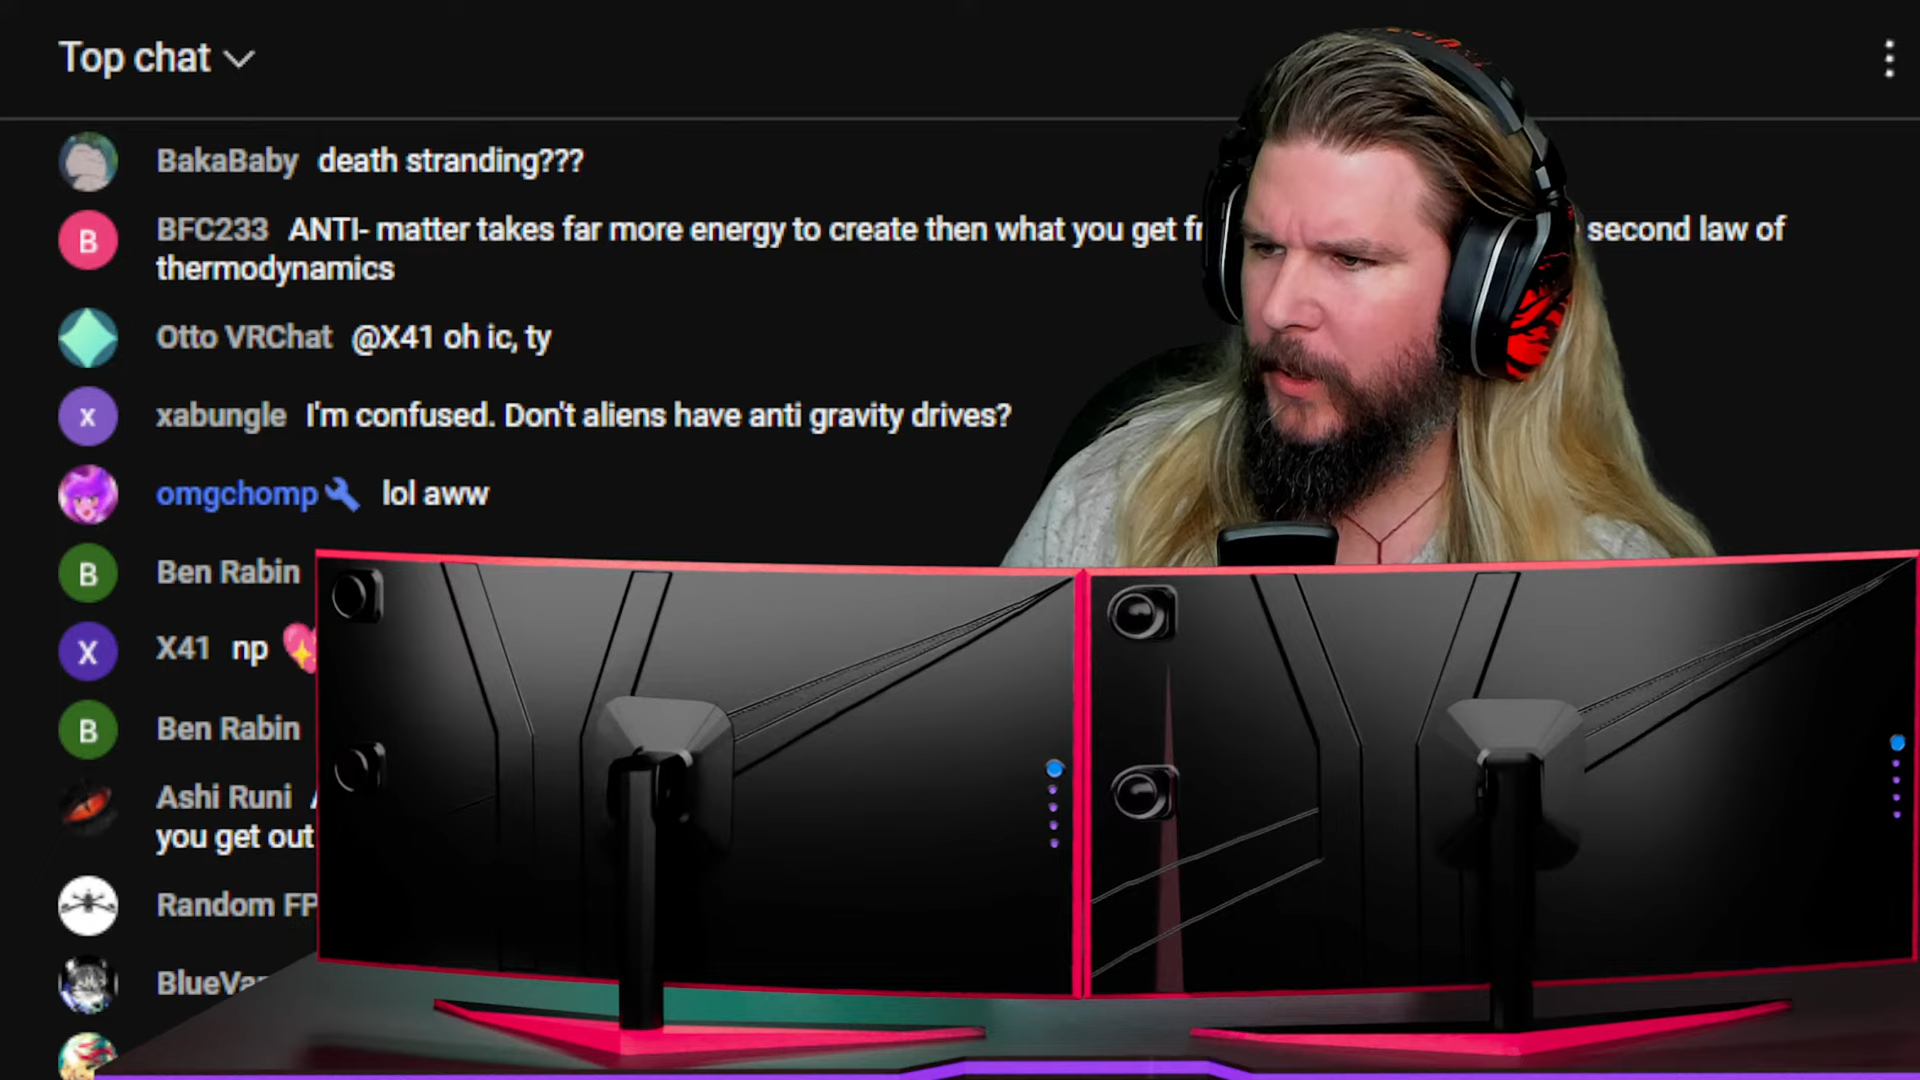 Top chat
BakaBaby death stranding???
B
BFC233 ANTI- matter takes far more energy to create then what you get second law of
thermodynamics
Otto VRChat @X41 oh ic, ty
x
xabungle I'm confused. Don't aliens have anti gravity drives?
omgchomp lol aww
B
Ben Rabin
X
X41 np
B
Ben Rabin
Ashi Runi
you get out
Random FP